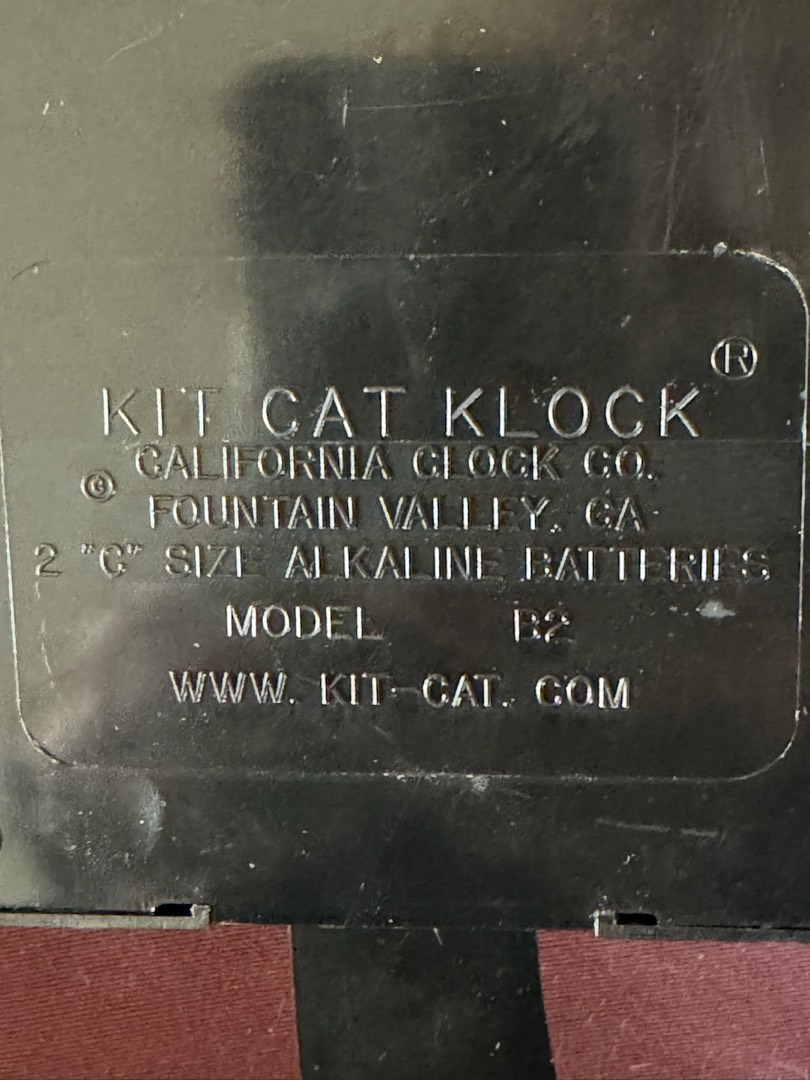 KIT CAT KLOCK ®
CALIFORNIA CLOCK CO.
©
FOUNTAIN VALLEY, CA
2 "C" SIZE ALKALINE BATTERIES
MODEL B2
WWW.KIT-CAT.COM